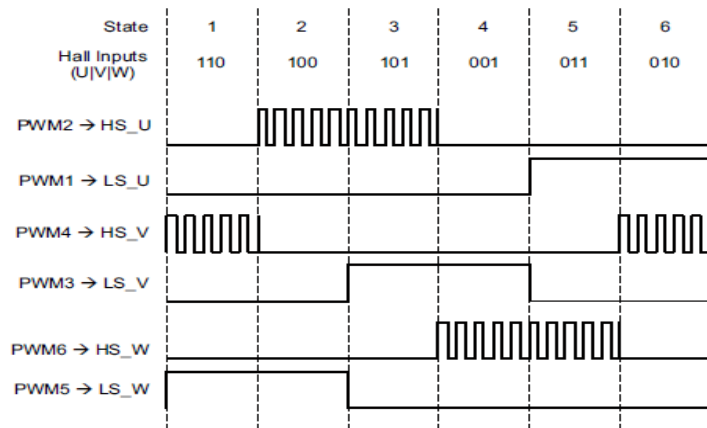 State 1 2 3 4 5 6
Hall Inputs
(U|V|W) 110 100 101 001 011 010
PWM2 → HS_U
PWM1 → LS_U
PWM4 → HS_V
PWM3 → LS_V
PWM6 → HS_W
PWM5 → LS_W